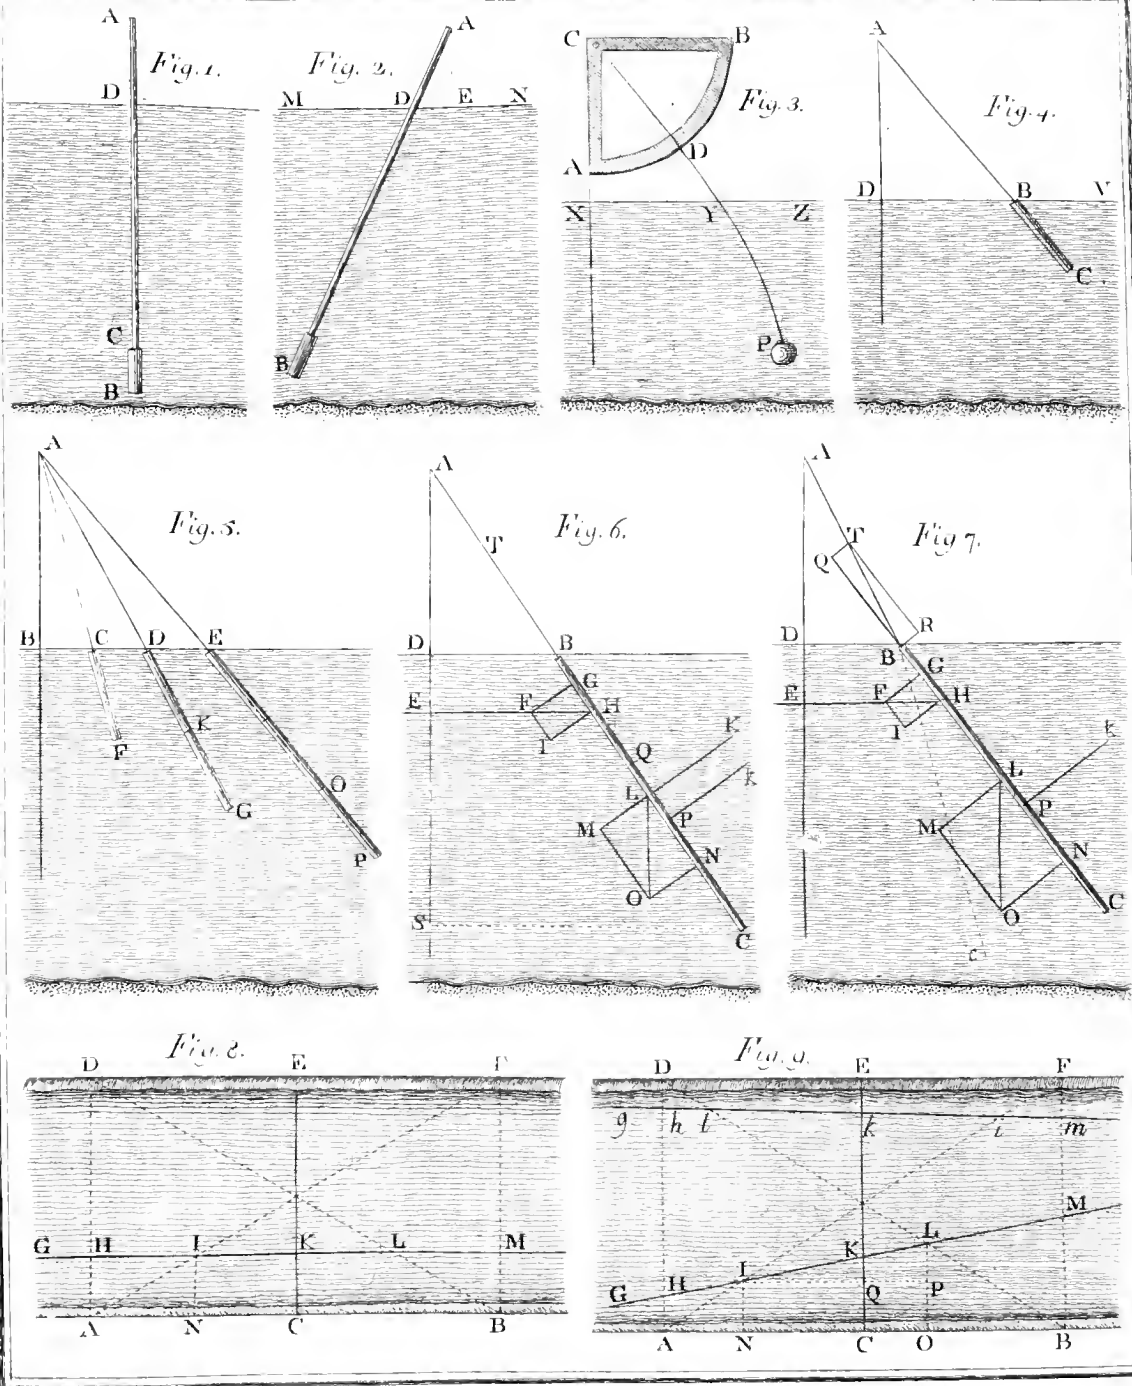 Fig. 1.
A
D
C
B
Fig. 2.
A
M D E N
B
Fig. 3.
C B
A D
X Y Z
P
Fig. 4.
A
D B V
C
Fig. 5.
A
B C D E
F K
G O
P
Fig. 6.
A
T
D B
G
E F H
I
Q K
L k
M P
N
O
S C
Fig 7.
A
T
Q
R
D B
G
E F H
I
k
L
M P
N
O C
c
Fig. 8.
D E
G H I K L M
A N C B
Fig. 9.
D E F
g h l k i m
M
K L
I
G H Q P
A N C O B